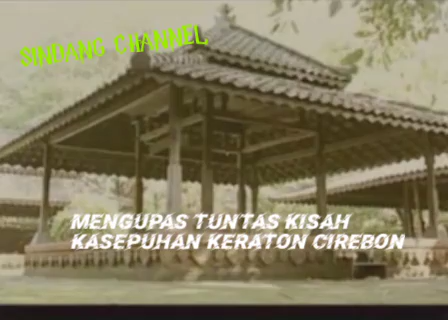 SINDANG CHANNEL
MENGUPAS TUNTAS KISAH
KASEPUHAN KERATON CIREBON